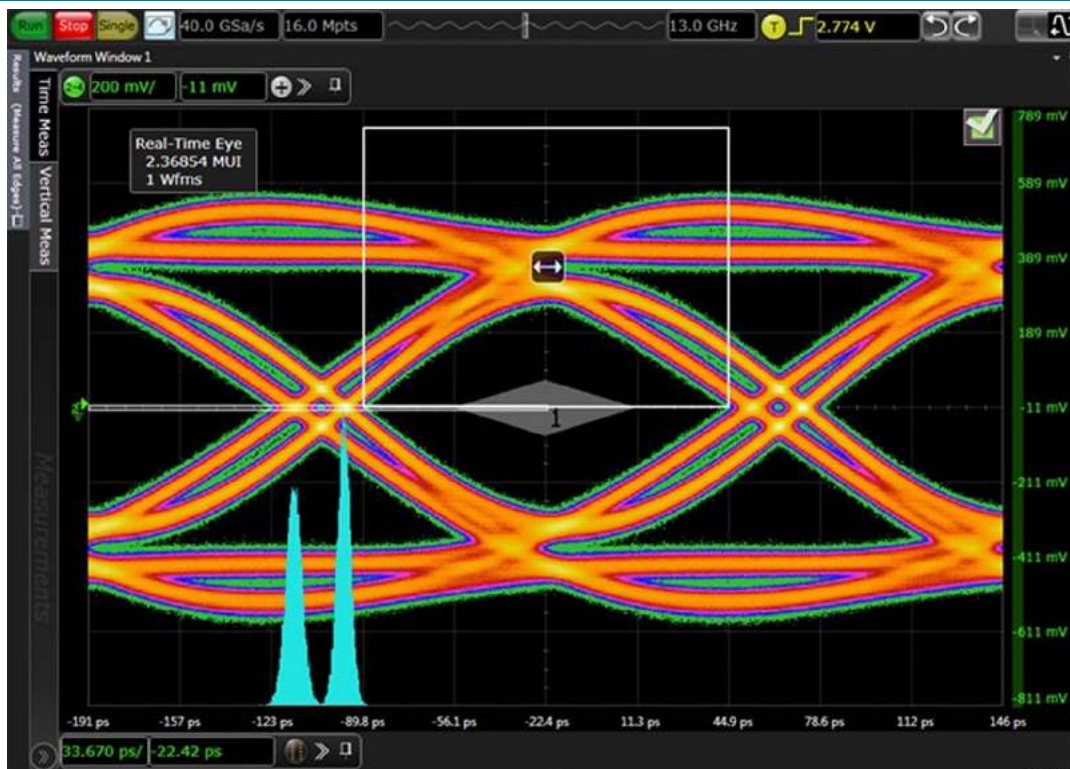 Run Stop Single 40.0 GSa/s 16.0 Mpts 13.0 GHz T 2.774 V
Waveform Window 1
200 mV/ -11 mV
Results (Measure All Edges)
Time Meas
Vertical Meas
Measurements
Real-Time Eye
2.36854 MUI
1 Wfms
789 mV
589 mV
389 mV
189 mV
-11 mV
-211 mV
-411 mV
-611 mV
-811 mV
1
-191 ps -157 ps -123 ps -89.8 ps -56.1 ps -22.4 ps 11.3 ps 44.9 ps 78.6 ps 112 ps 146 ps
33.670 ps/ -22.42 ps